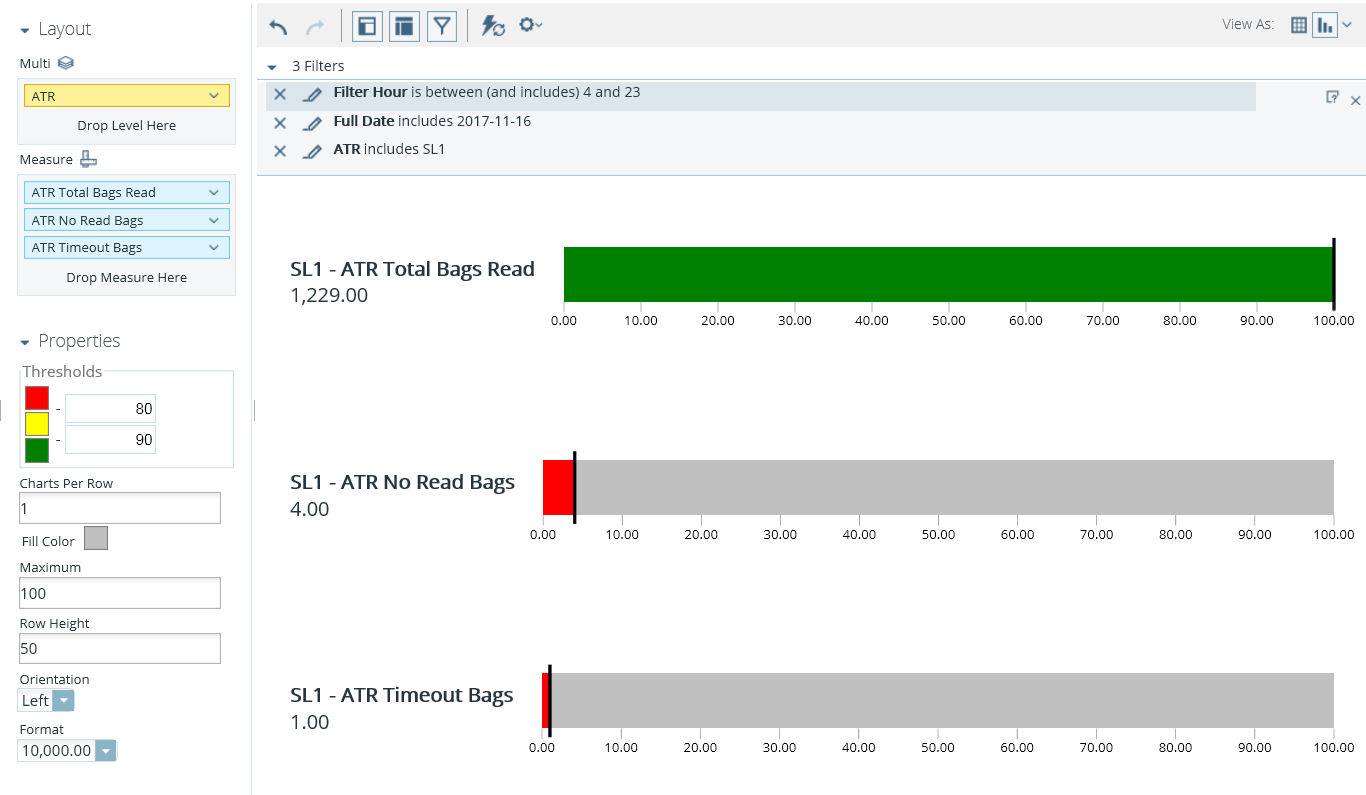 Layout
Multi
ATR
Drop Level Here
Measure
ATR Total Bags Read
ATR No Read Bags
ATR Timeout Bags
Drop Measure Here
Properties
Thresholds
- 80
- 90
Charts Per Row
1
Fill Color
Maximum
100
Row Height
50
Orientation
Left
Format
10,000.00
View As:
3 Filters
Filter Hour is between (and includes) 4 and 23
Full Date includes 2017-11-16
ATR includes SL1
SL1 - ATR Total Bags Read
1,229.00
0.00 10.00 20.00 30.00 40.00 50.00 60.00 70.00 80.00 90.00 100.00
SL1 - ATR No Read Bags
4.00
0.00 10.00 20.00 30.00 40.00 50.00 60.00 70.00 80.00 90.00 100.00
SL1 - ATR Timeout Bags
1.00
0.00 10.00 20.00 30.00 40.00 50.00 60.00 70.00 80.00 90.00 100.00